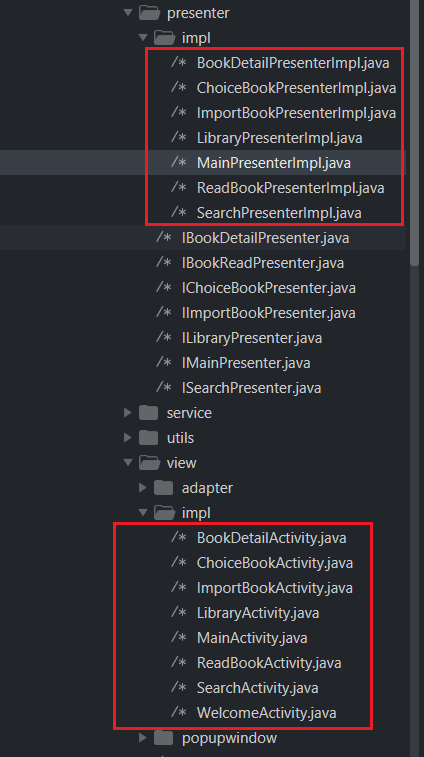 presenter
impl
/* BookDetailPresenterImpl.java
/* ChoiceBookPresenterImpl.java
/* ImportBookPresenterImpl.java
/* LibraryPresenterImpl.java
/* MainPresenterImpl.java
/* ReadBookPresenterImpl.java
/* SearchPresenterImpl.java
/* IBookDetailPresenter.java
/* IBookReadPresenter.java
/* IChoiceBookPresenter.java
/* IImportBookPresenter.java
/* ILibraryPresenter.java
/* IMainPresenter.java
/* ISearchPresenter.java
service
utils
view
adapter
impl
/* BookDetailActivity.java
/* ChoiceBookActivity.java
/* ImportBookActivity.java
/* LibraryActivity.java
/* MainActivity.java
/* ReadBookActivity.java
/* SearchActivity.java
/* WelcomeActivity.java
popupwindow